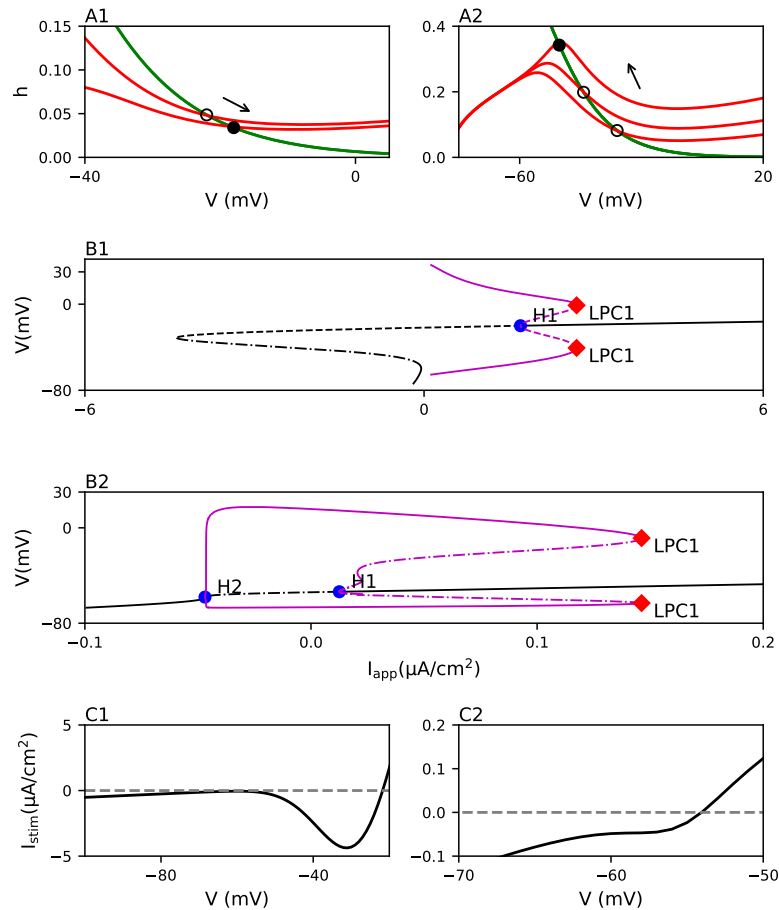 A1
0.15
0.10
0.05
0.00
h
−40
0
V (mV)
A2
0.4
0.2
0.0
−60
20
V (mV)
B1
30
0
−80
V(mV)
H1
LPC1
LPC1
−6
0
6
B2
30
0
−80
V(mV)
H2
H1
LPC1
LPC1
−0.1
0.0
0.1
0.2
I_app(μA/cm²)
C1
5
0
−5
I_stim(μA/cm²)
−80
−40
V (mV)
C2
0.2
0.1
0.0
−0.1
−70
−60
−50
V (mV)